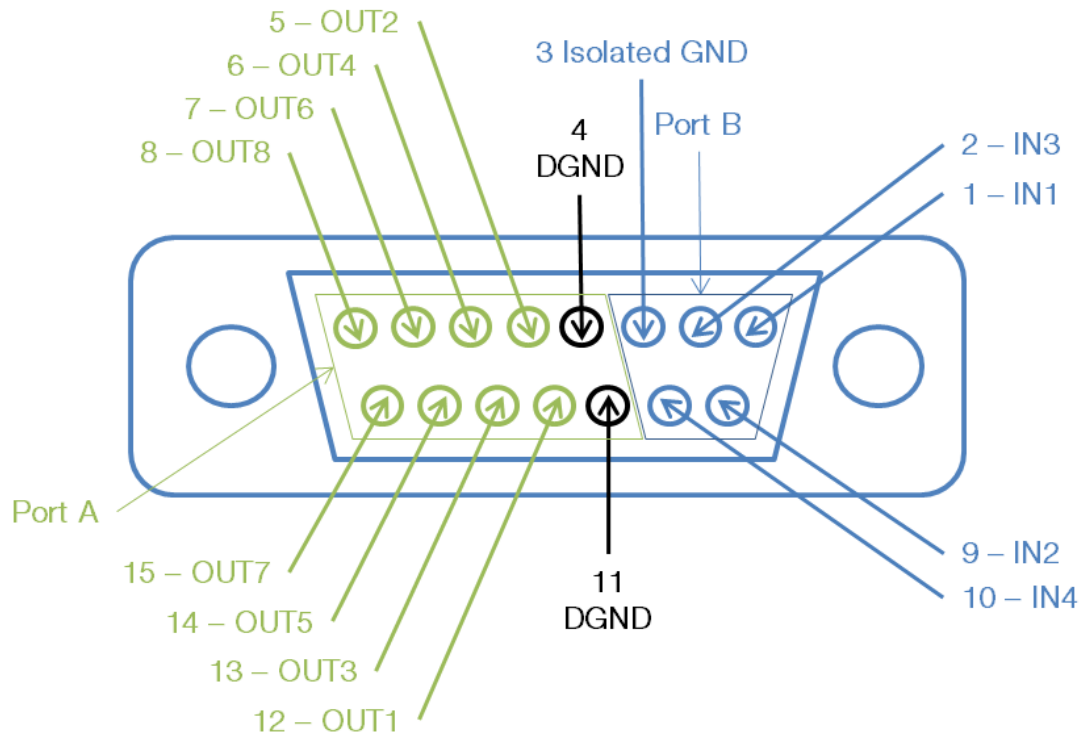 5 – OUT2
6 – OUT4
7 – OUT6
8 – OUT8
3 Isolated GND
4
DGND
Port B
2 – IN3
1 – IN1
Port A
15 – OUT7
14 – OUT5
13 – OUT3
12 – OUT1
11
DGND
9 – IN2
10 – IN4